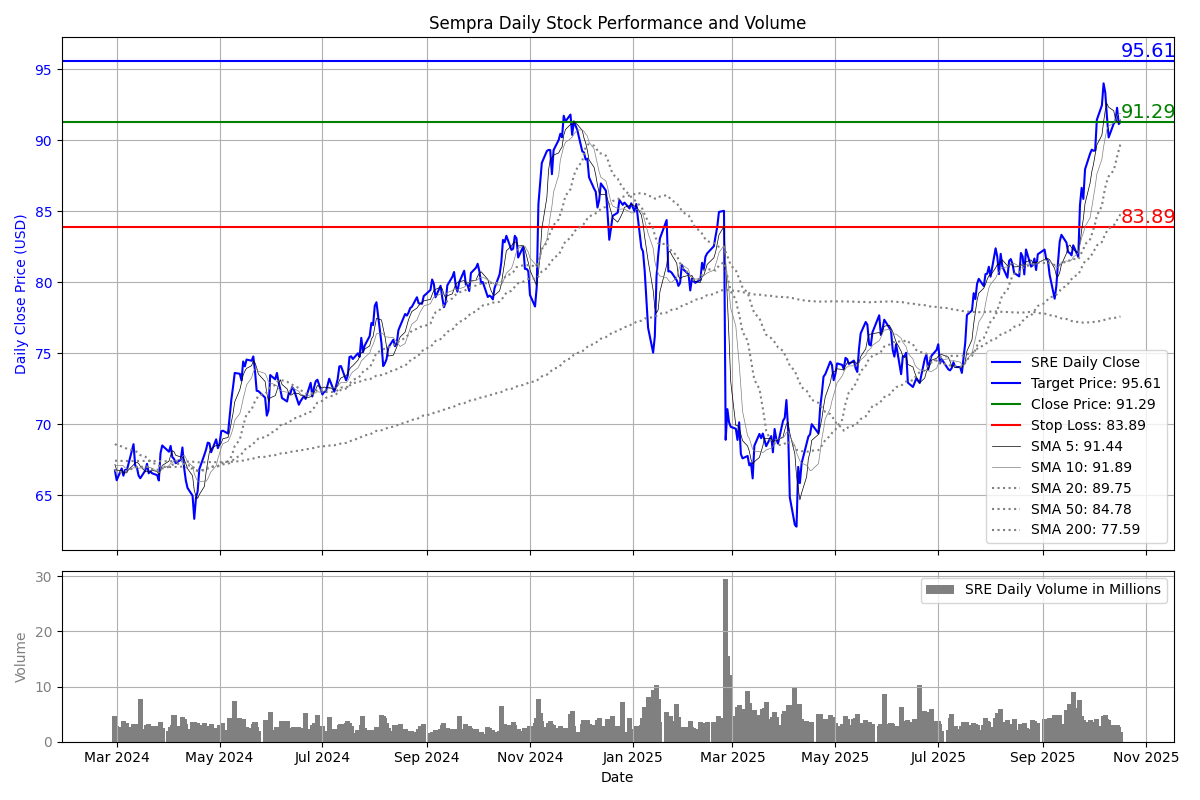 Sempra Daily Stock Performance and Volume
Daily Close Price (USD)
95
90
85
80
75
70
65
95.61
91.29
83.89
SRE Daily Close
Target Price: 95.61
Close Price: 91.29
Stop Loss: 83.89
SMA 5: 91.44
SMA 10: 91.89
SMA 20: 89.75
SMA 50: 84.78
SMA 200: 77.59
Volume
30
20
10
0
SRE Daily Volume in Millions
Mar 2024 May 2024 Jul 2024 Sep 2024 Nov 2024 Jan 2025 Mar 2025 May 2025 Jul 2025 Sep 2025 Nov 2025
Date